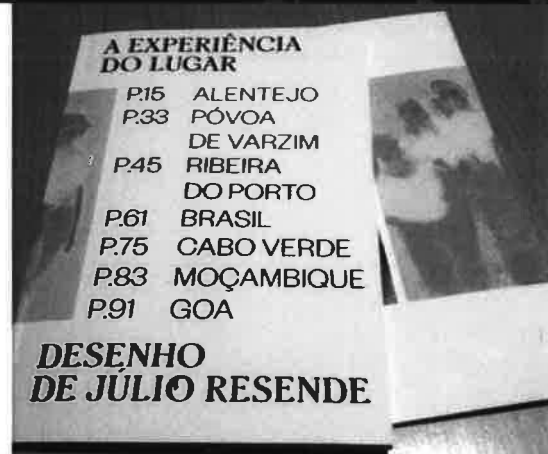 A EXPERIÊNCIA
DO LUGAR
P.15 ALENTEJO
P.33 PÓVOA
DE VARZIM
P.45 RIBEIRA
DO PORTO
P.61 BRASIL
P.75 CABO VERDE
P.83 MOÇAMBIQUE
P.91 GOA
DESENHO
DE JÚLIO RESENDE